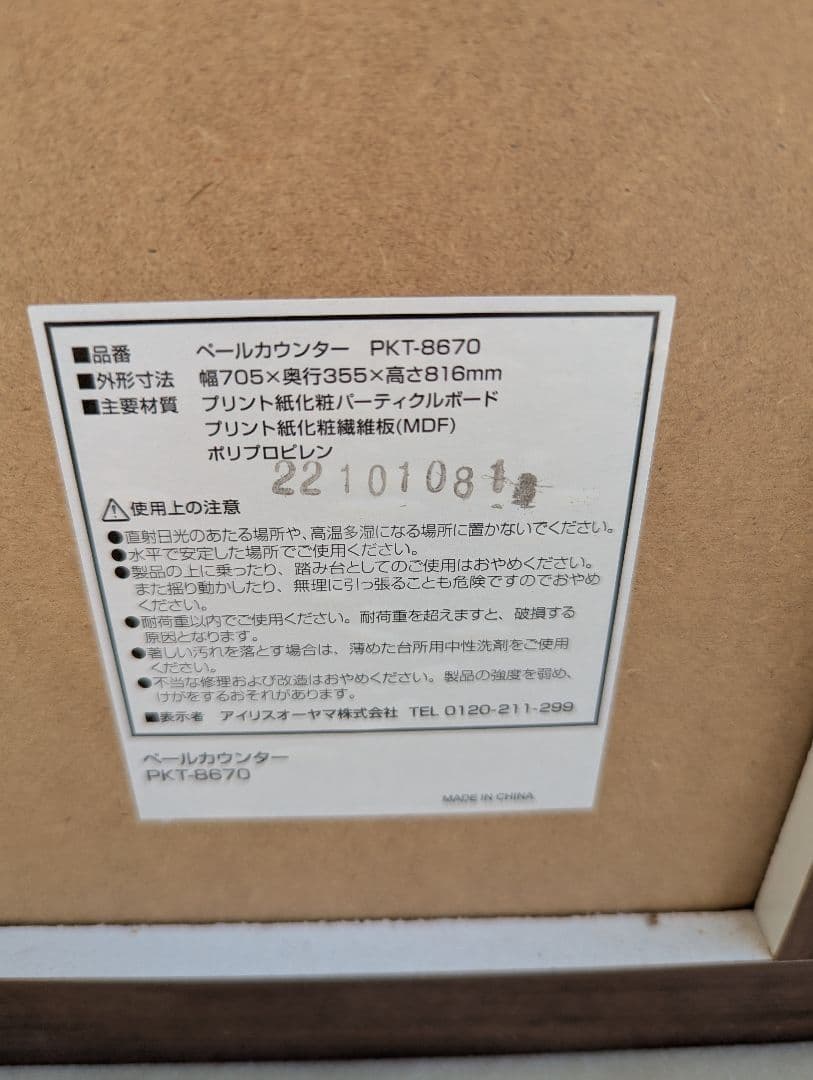 ■品番 ペールカウンター PKT-8670
■外形寸法 幅705×奥行355×高さ816mm
■主要材質 プリント紙化粧パーティクルボード
プリント紙化粧繊維板(MDF)
ポリプロピレン
22101081
⚠使用上の注意
●直射日光のあたる場所や、高温多湿になる場所に置かないでください。
●水平で安定した場所でご使用ください。
●製品の上に乗ったり、踏み台としてのご使用はおやめください。
また揺り動かしたり、無理に引っ張ることも危険ですのでおやめ
ください。
●耐荷重以内でご使用ください。耐荷重を超えますと、破損する
原因となります。
●著しい汚れを落とす場合は、薄めた台所用中性洗剤をご使用
ください。
●不当な修理および改造はおやめください。製品の強度を弱め、
けがをするおそれがあります。
■表示者 アイリスオーヤマ株式会社 TEL 0120-211-299
ペールカウンター
PKT-8670
MADE IN CHINA